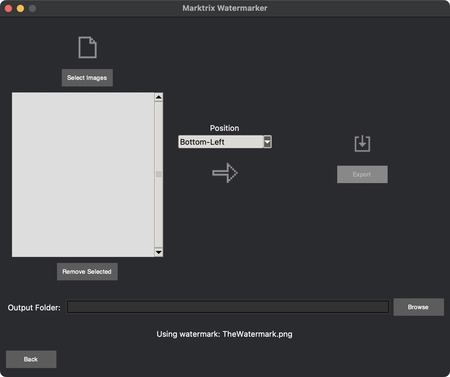 Marktrix Watermarker
Select Images
Position
Bottom-Left
Export
Remove Selected
Output Folder:
Browse
Using watermark: TheWatermark.png
Back